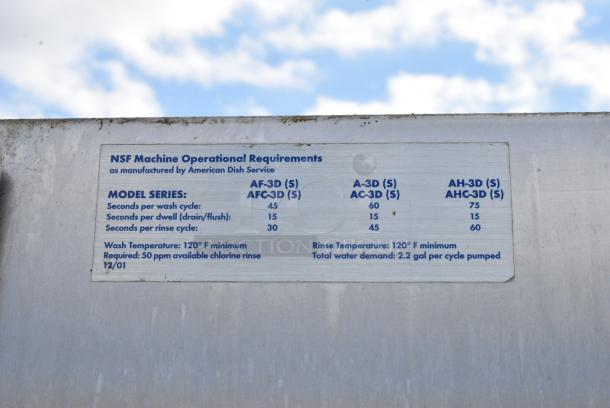 NSF Machine Operational Requirements
as manufactured by American Dish Service
AF-3D (S) A-3D (S) AH-3D (S)
MODEL SERIES: AFC-3D (S) AC-3D (S) AHC-3D (S)
Seconds per wash cycle: 45 60 75
Seconds per dwell (drain/flush): 15 15 15
Seconds per rinse cycle: 30 45 60
Wash Temperature: 120° F minimum Rinse Temperature: 120° F minimum
Required: 50 ppm available chlorine rinse Total water demand: 2.2 gal per cycle pumped
12/01